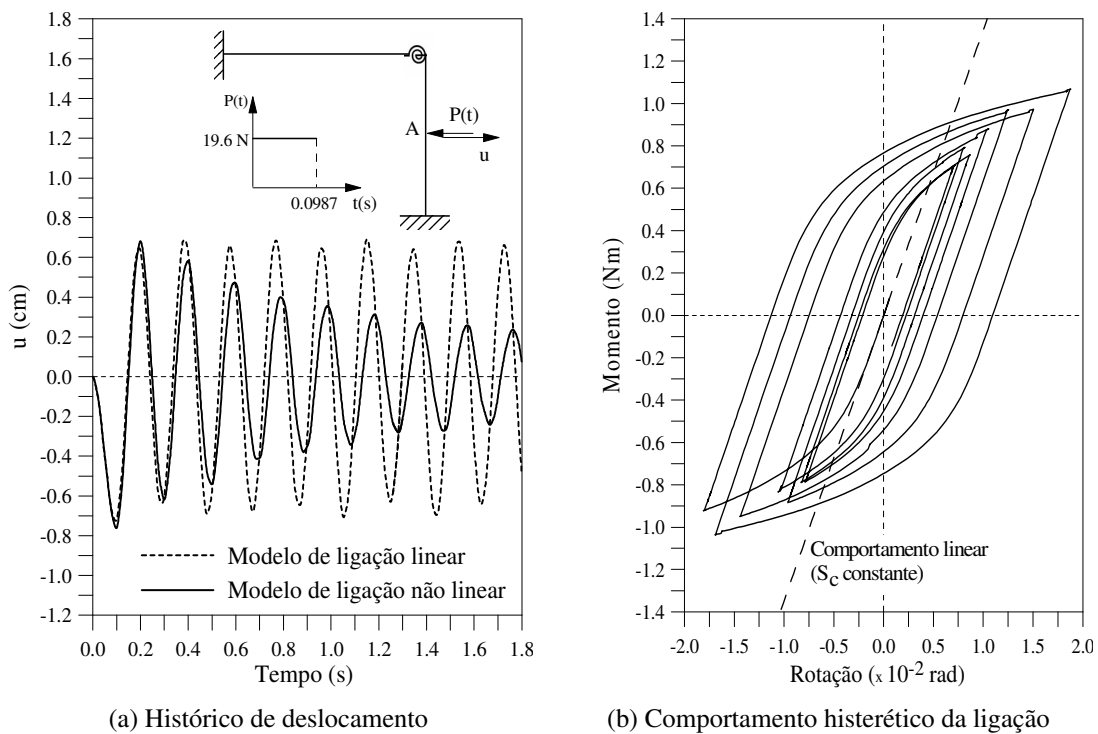 1.8
1.6
1.4
1.2
1.0
0.8
0.6
0.4
0.2
0.0
-0.2
-0.4
-0.6
-0.8
-1.0
-1.2
u (cm)
P(t)
19.6 N
0.0987
t(s)
A
P(t)
u
Modelo de ligação linear
Modelo de ligação não linear
0.0 0.2 0.4 0.6 0.8 1.0 1.2 1.4 1.6 1.8
Tempo (s)
(a) Histórico de deslocamento
1.4
1.2
1.0
0.8
0.6
0.4
0.2
0.0
-0.2
-0.4
-0.6
-0.8
-1.0
-1.2
-1.4
Momento (Nm)
Comportamento linear
(Sc constante)
-2.0 -1.5 -1.0 -0.5 0.0 0.5 1.0 1.5 2.0
Rotação (x 10-2 rad)
(b) Comportamento histerético da ligação